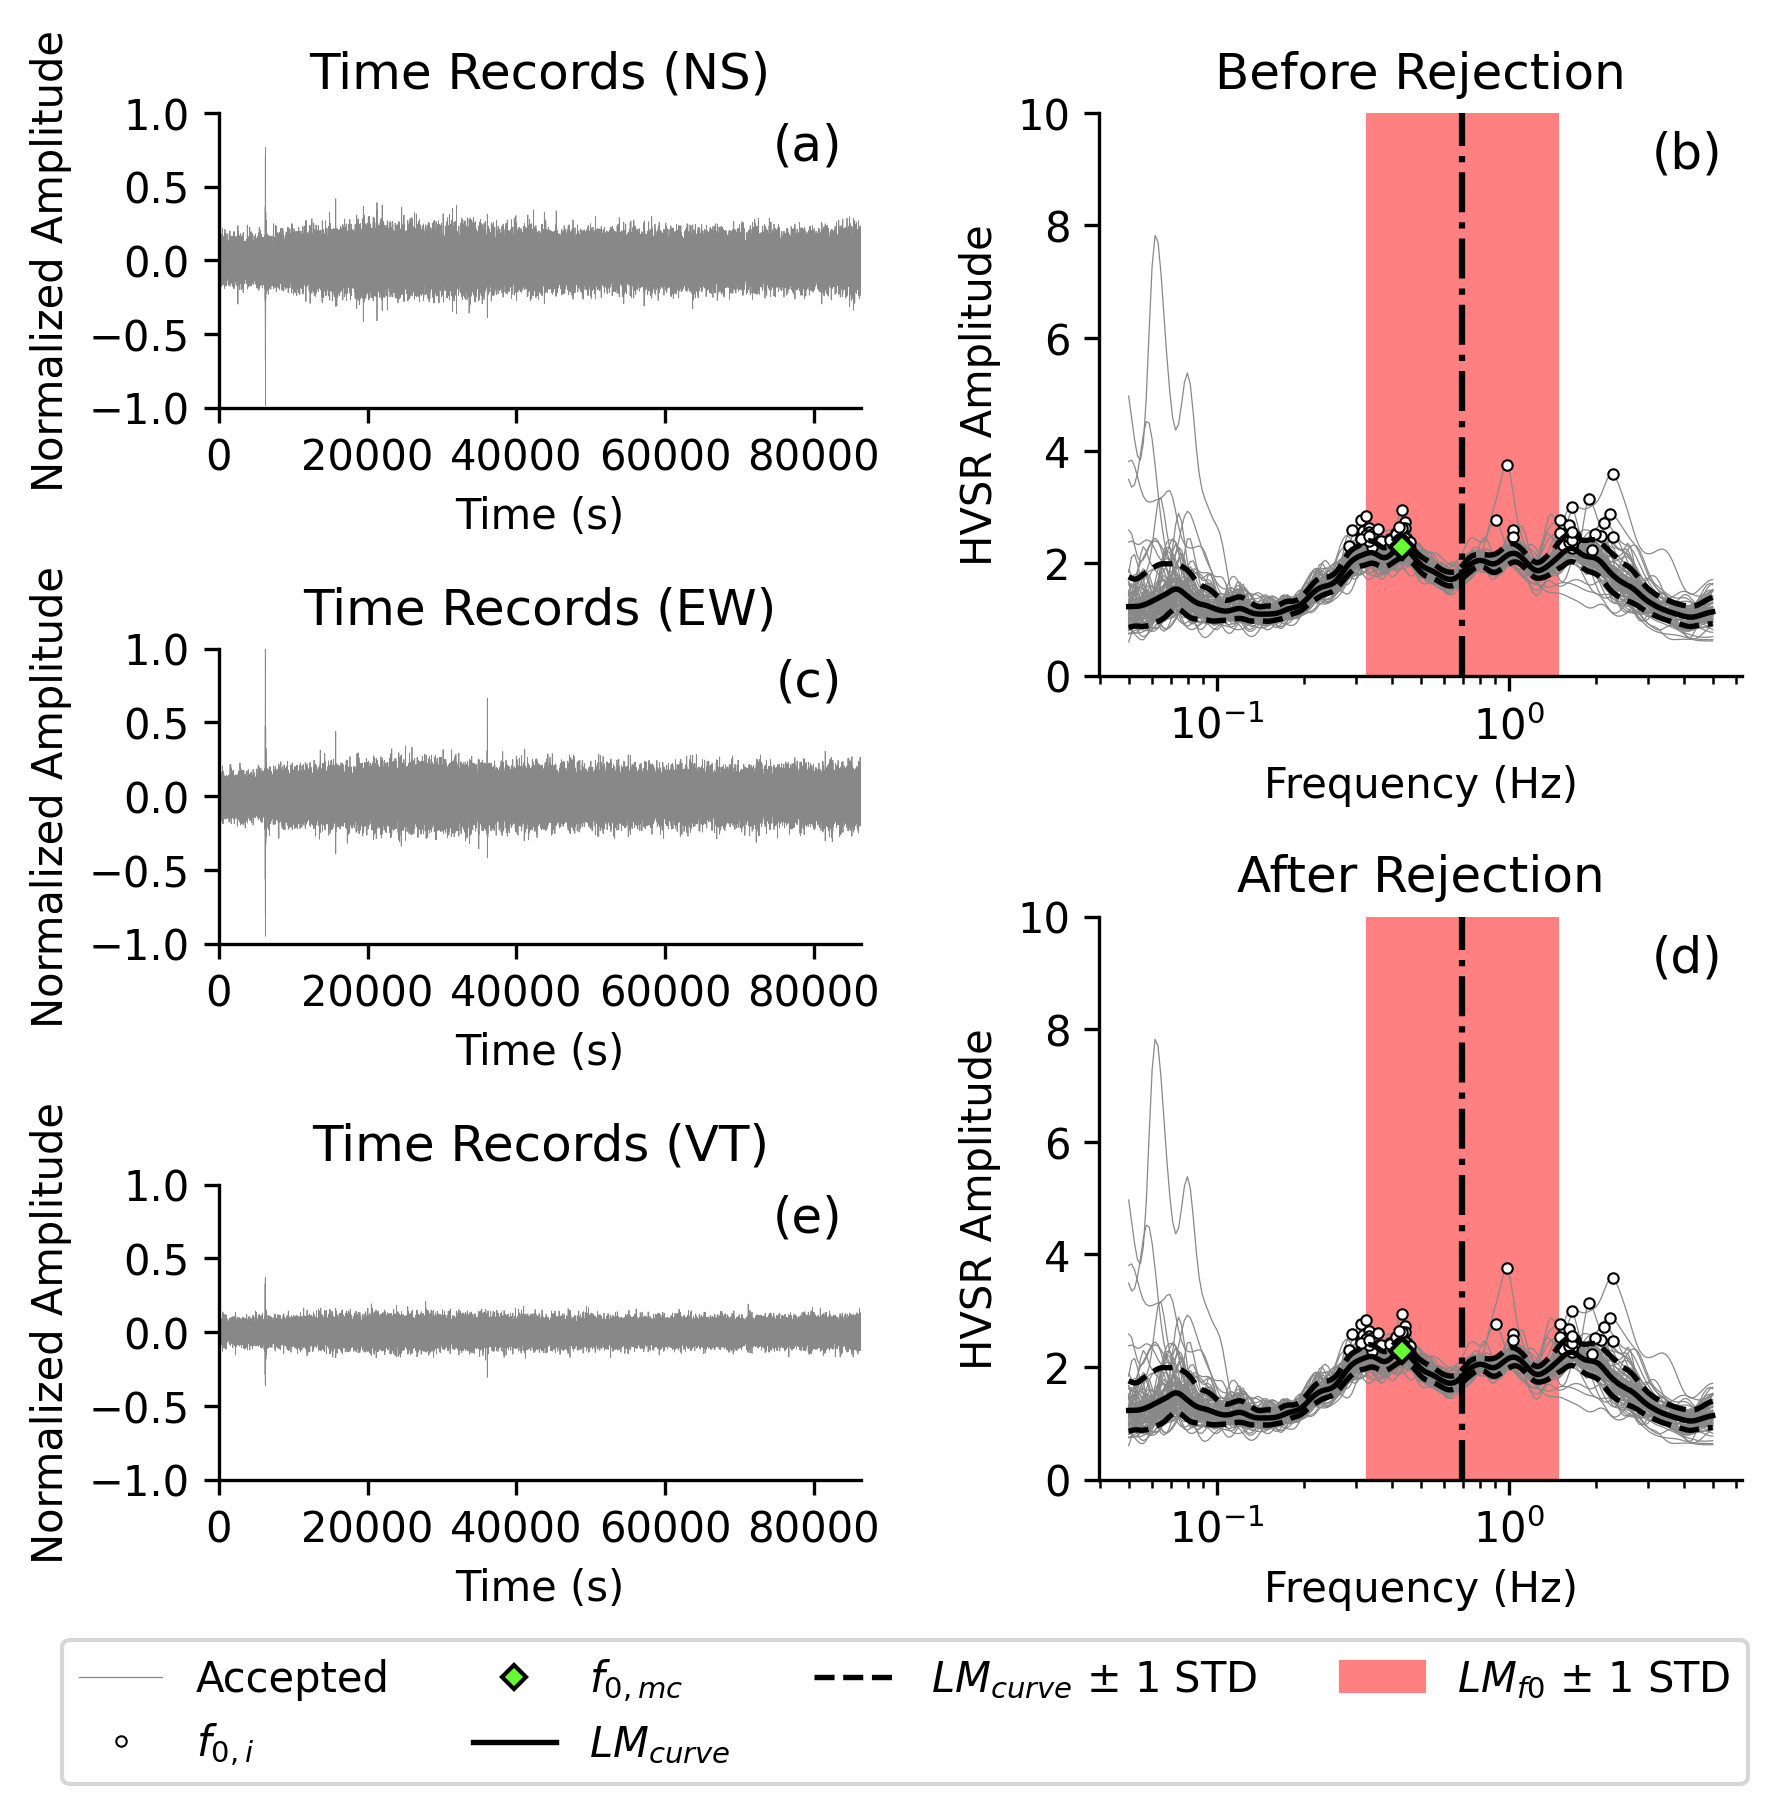 Time Records (NS)
(a)
Normalized Amplitude
1.0
0.5
0.0
−0.5
−1.0
0 20000 40000 60000 80000
Time (s)
Before Rejection
(b)
HVSR Amplitude
10
8
6
4
2
0
10⁻¹ 10⁰
Frequency (Hz)
Time Records (EW)
(c)
Normalized Amplitude
1.0
0.5
0.0
−0.5
−1.0
0 20000 40000 60000 80000
Time (s)
After Rejection
(d)
HVSR Amplitude
10
8
6
4
2
0
10⁻¹ 10⁰
Frequency (Hz)
Time Records (VT)
(e)
Normalized Amplitude
1.0
0.5
0.0
−0.5
−1.0
0 20000 40000 60000 80000
Time (s)
Accepted f0,mc LMcurve ± 1 STD LMf0 ± 1 STD
f0,i LMcurve